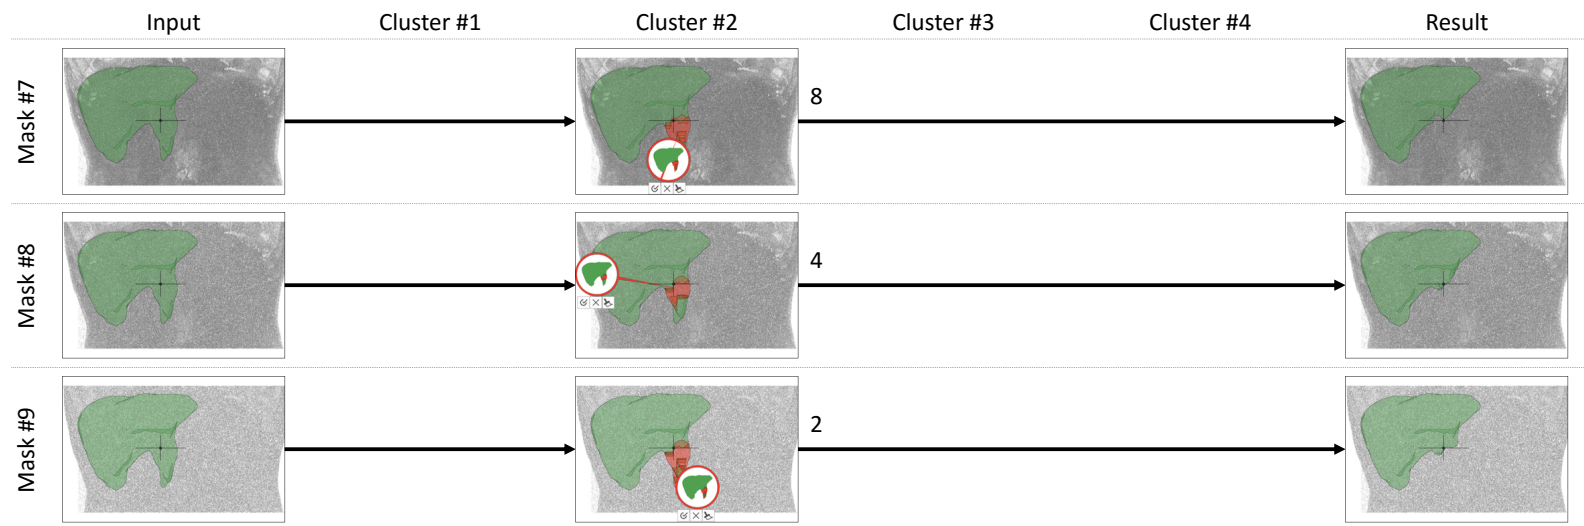 Input Cluster #1 Cluster #2 Cluster #3 Cluster #4 Result
Mask #7
8
Mask #8
4
Mask #9
2